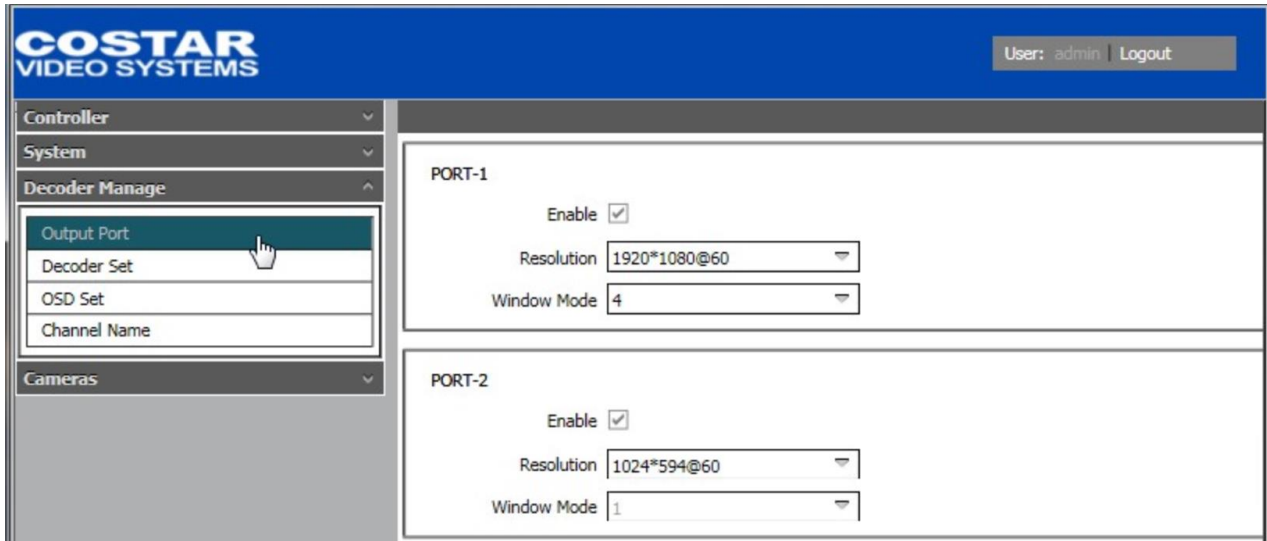 COSTAR
VIDEO SYSTEMS
User: admin | Logout
Controller
System
Decoder Manage
Output Port
Decoder Set
OSD Set
Channel Name
Cameras
PORT-1
Enable
Resolution 1920*1080@60
Window Mode 4
PORT-2
Enable
Resolution 1024*594@60
Window Mode 1